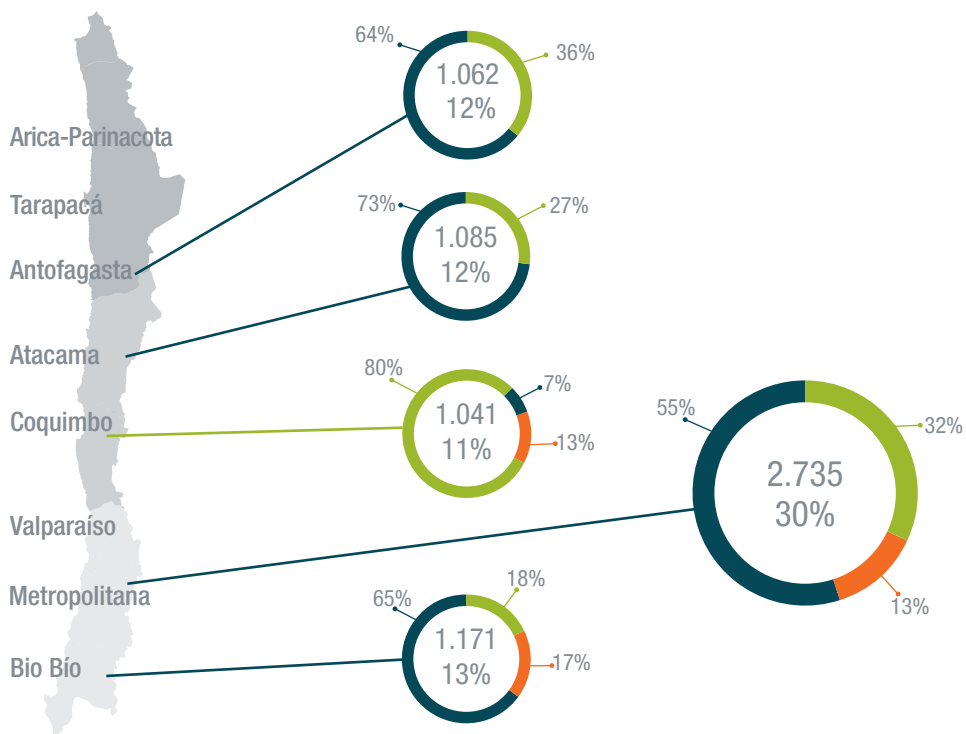 64%
36%
1.062
12%
Arica-Parinacota
Tarapacá
73%
27%
1.085
12%
Antofagasta
Atacama
80%
7%
1.041
11%
13%
Coquimbo
55%
32%
2.735
30%
13%
Valparaíso
Metropolitana
65%
18%
1.171
13%
17%
Bio Bío